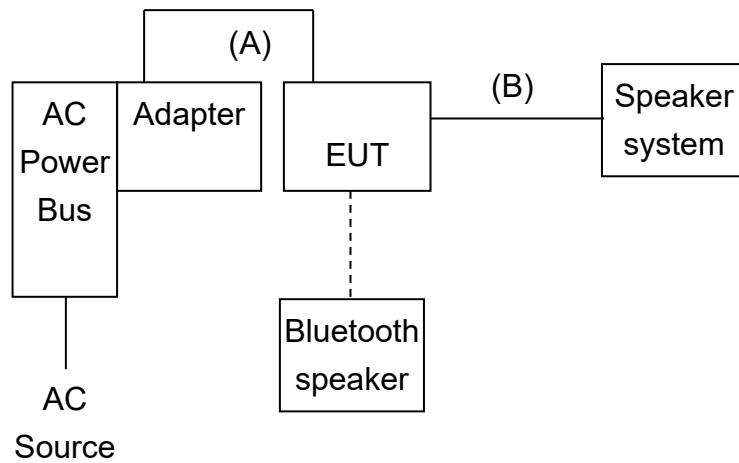 (A)
(B)
AC
Power
Bus
Adapter
EUT
Speaker
system
Bluetooth
speaker
AC
Source